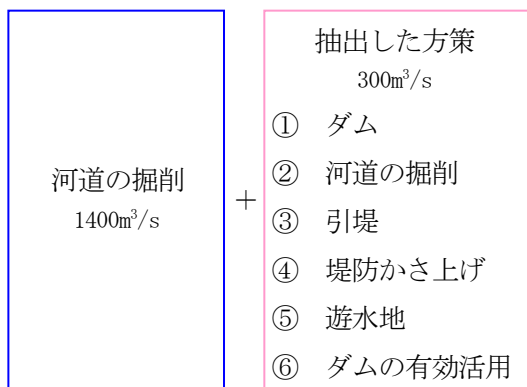 河道の掘削
1400m³/s
+
抽出した方策
300m³/s
① ダム
② 河道の掘削
③ 引堤
④ 堤防かさ上げ
⑤ 遊水地
⑥ ダムの有効活用